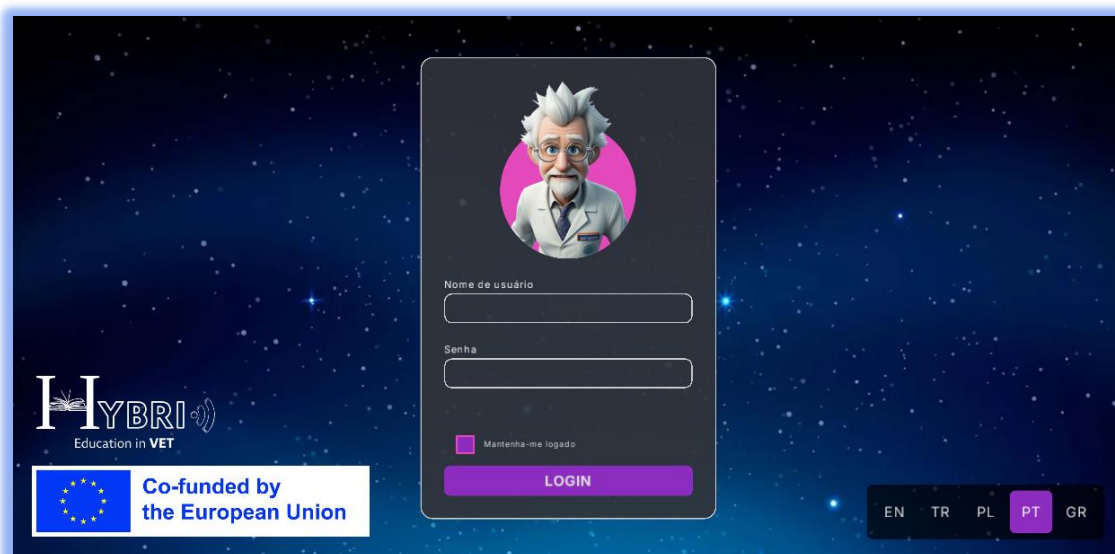 Nome de usuário
Senha
Mantenha-me logado
LOGIN
HYBRI
Education in VET
Co-funded by
the European Union
EN TR PL PT GR